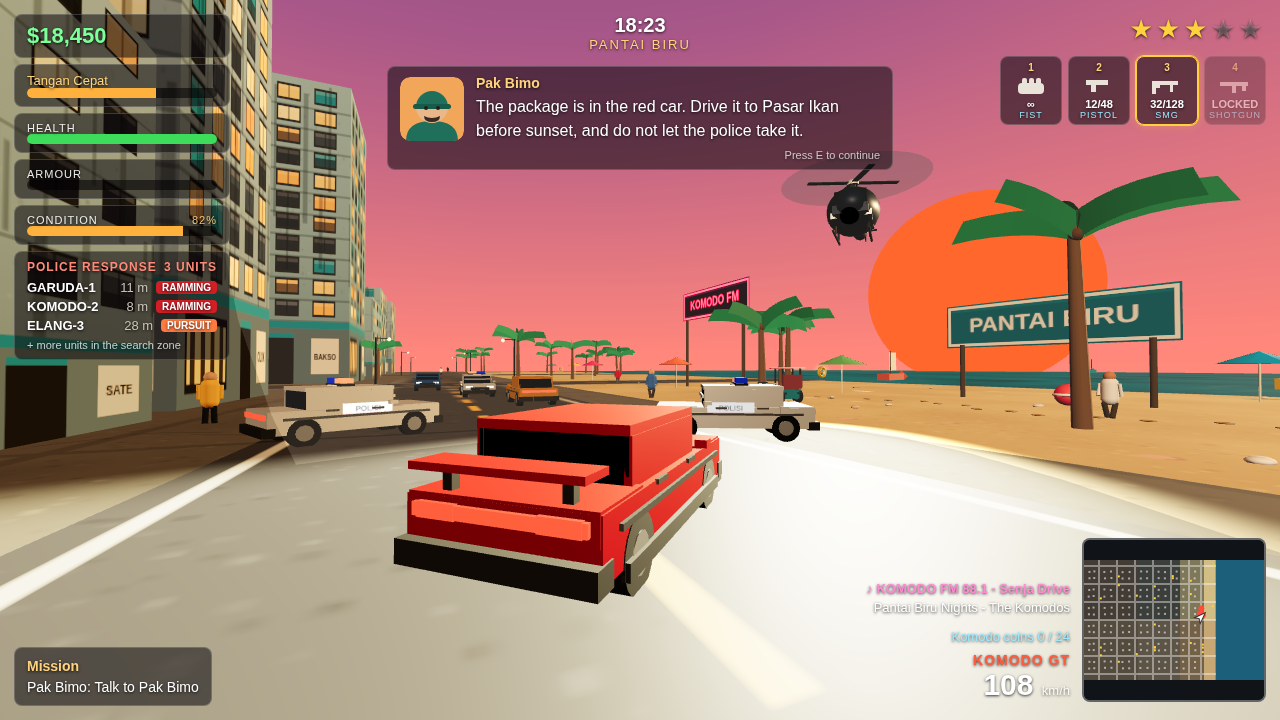 $18,450
Tangan Cepat
HEALTH
ARMOUR
CONDITION 82%
POLICE RESPONSE 3 UNITS
GARUDA-1 11 m RAMMING
KOMODO-2 8 m RAMMING
ELANG-3 28 m PURSUIT
+ more units in the search zone
18:23
PANTAI BIRU
Pak Bimo
The package is in the red car. Drive it to Pasar Ikan
before sunset, and do not let the police take it.
Press E to continue
1
∞
FIST
2
12/48
PISTOL
3
32/128
SMG
4
LOCKED
SHOTGUN
KOMODO FM
PANTAI BIRU
BAKSO
SATE
POLISI
♪ KOMODO FM 88.1 - Senja Drive
Pantai Biru Nights - The Komodos
Komodo coins 0 / 24
KOMODO GT
108 km/h
Mission
Pak Bimo: Talk to Pak Bimo